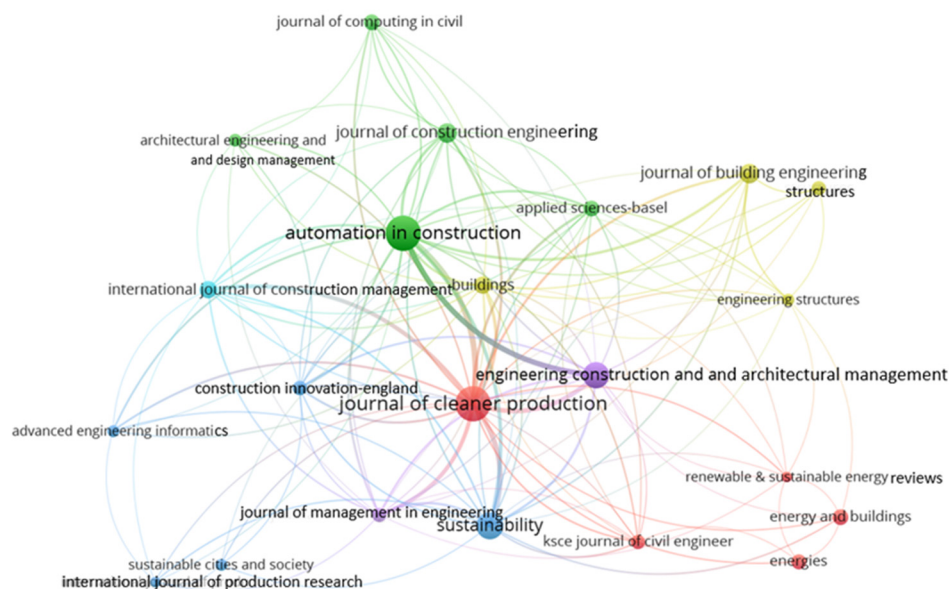 journal of computing in civil
journal of construction engineering
architectural engineering and
and design management
journal of building engineering
structures
applied sciences-basel
automation in construction
buildings
international journal of construction management
engineering structures
engineering construction and and architectural management
construction innovation-england
journal of cleaner production
advanced engineering informatics
renewable & sustainable energy reviews
journal of management in engineering
energy and buildings
sustainability
ksce journal of civil engineer
energies
sustainable cities and society
international journal of production research